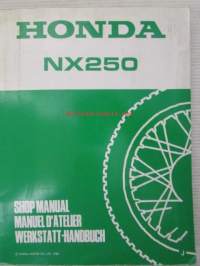 HONDA
NX250
SHOP MANUAL
MANUEL D'ATELIER
WERKSTATT-HANDBUCH